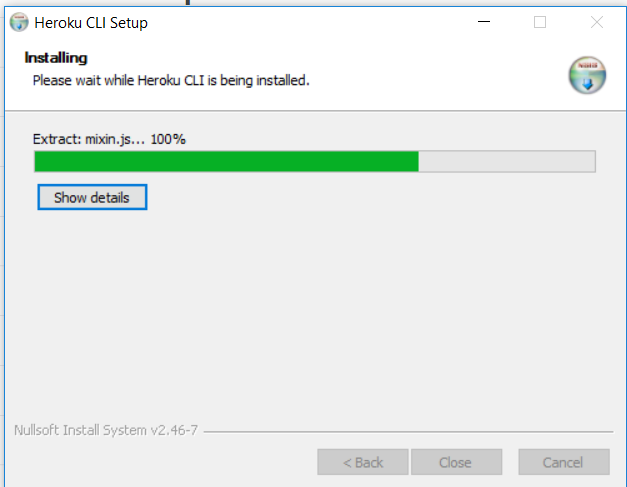 Heroku CLI Setup
Installing
Please wait while Heroku CLI is being installed.
Extract: mixin.js... 100%
Show details
Nullsoft Install System v2.46-7
< Back
Close
Cancel